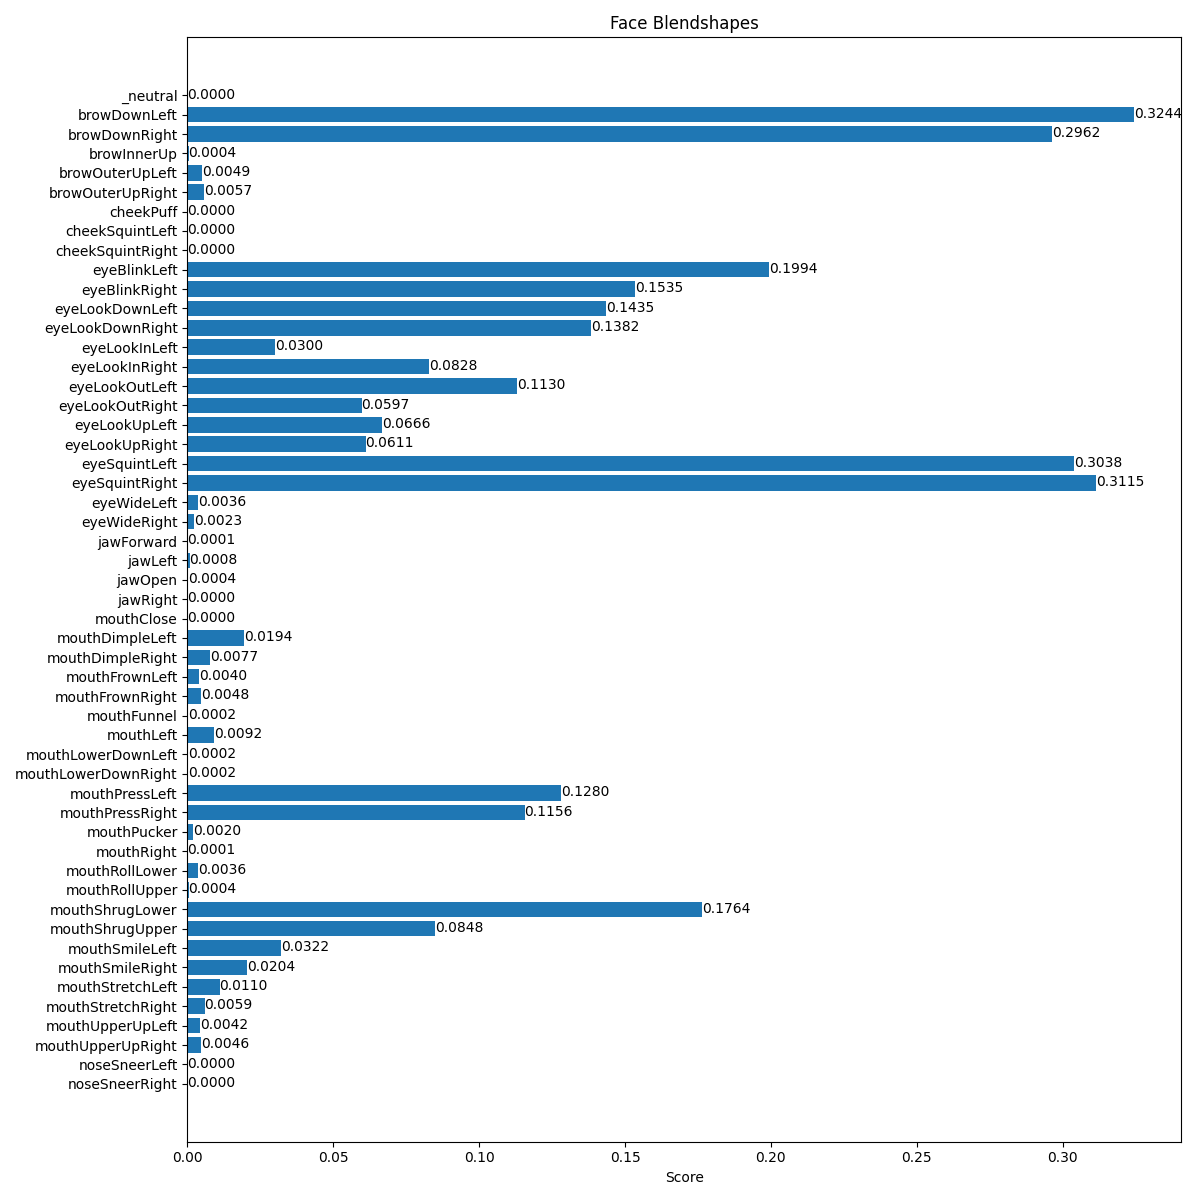 Face Blendshapes
_neutral 0.0000
browDownLeft 0.3244
browDownRight 0.2962
browInnerUp 0.0004
browOuterUpLeft 0.0049
browOuterUpRight 0.0057
cheekPuff 0.0000
cheekSquintLeft 0.0000
cheekSquintRight 0.0000
eyeBlinkLeft 0.1994
eyeBlinkRight 0.1535
eyeLookDownLeft 0.1435
eyeLookDownRight 0.1382
eyeLookInLeft 0.0300
eyeLookInRight 0.0828
eyeLookOutLeft 0.1130
eyeLookOutRight 0.0597
eyeLookUpLeft 0.0666
eyeLookUpRight 0.0611
eyeSquintLeft 0.3038
eyeSquintRight 0.3115
eyeWideLeft 0.0036
eyeWideRight 0.0023
jawForward 0.0001
jawLeft 0.0008
jawOpen 0.0004
jawRight 0.0000
mouthClose 0.0000
mouthDimpleLeft 0.0194
mouthDimpleRight 0.0077
mouthFrownLeft 0.0040
mouthFrownRight 0.0048
mouthFunnel 0.0002
mouthLeft 0.0092
mouthLowerDownLeft 0.0002
mouthLowerDownRight 0.0002
mouthPressLeft 0.1280
mouthPressRight 0.1156
mouthPucker 0.0020
mouthRight 0.0001
mouthRollLower 0.0036
mouthRollUpper 0.0004
mouthShrugLower 0.1764
mouthShrugUpper 0.0848
mouthSmileLeft 0.0322
mouthSmileRight 0.0204
mouthStretchLeft 0.0110
mouthStretchRight 0.0059
mouthUpperUpLeft 0.0042
mouthUpperUpRight 0.0046
noseSneerLeft 0.0000
noseSneerRight 0.0000
0.00 0.05 0.10 0.15 0.20 0.25 0.30
Score